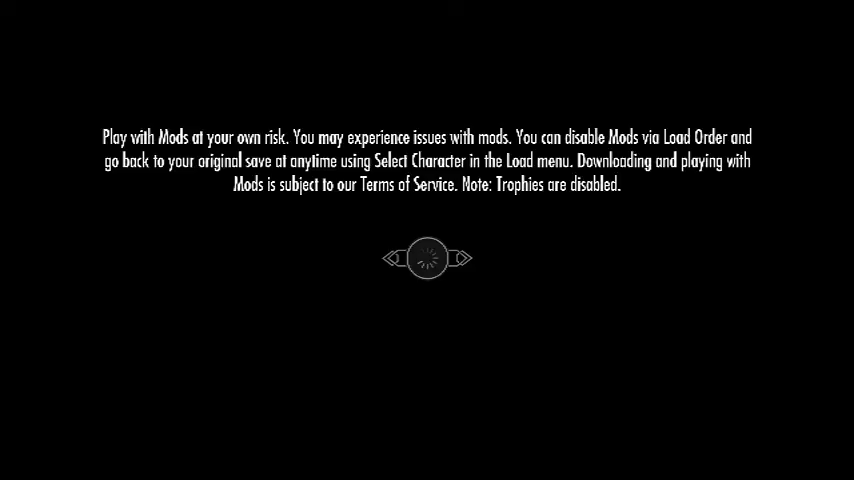 Play with Mods at your own risk. You may experience issues with mods. You can disable Mods via Load Order and
go back to your original save at anytime using Select Character in the Load menu. Downloading and playing with
Mods is subject to our Terms of Service. Note: Trophies are disabled.